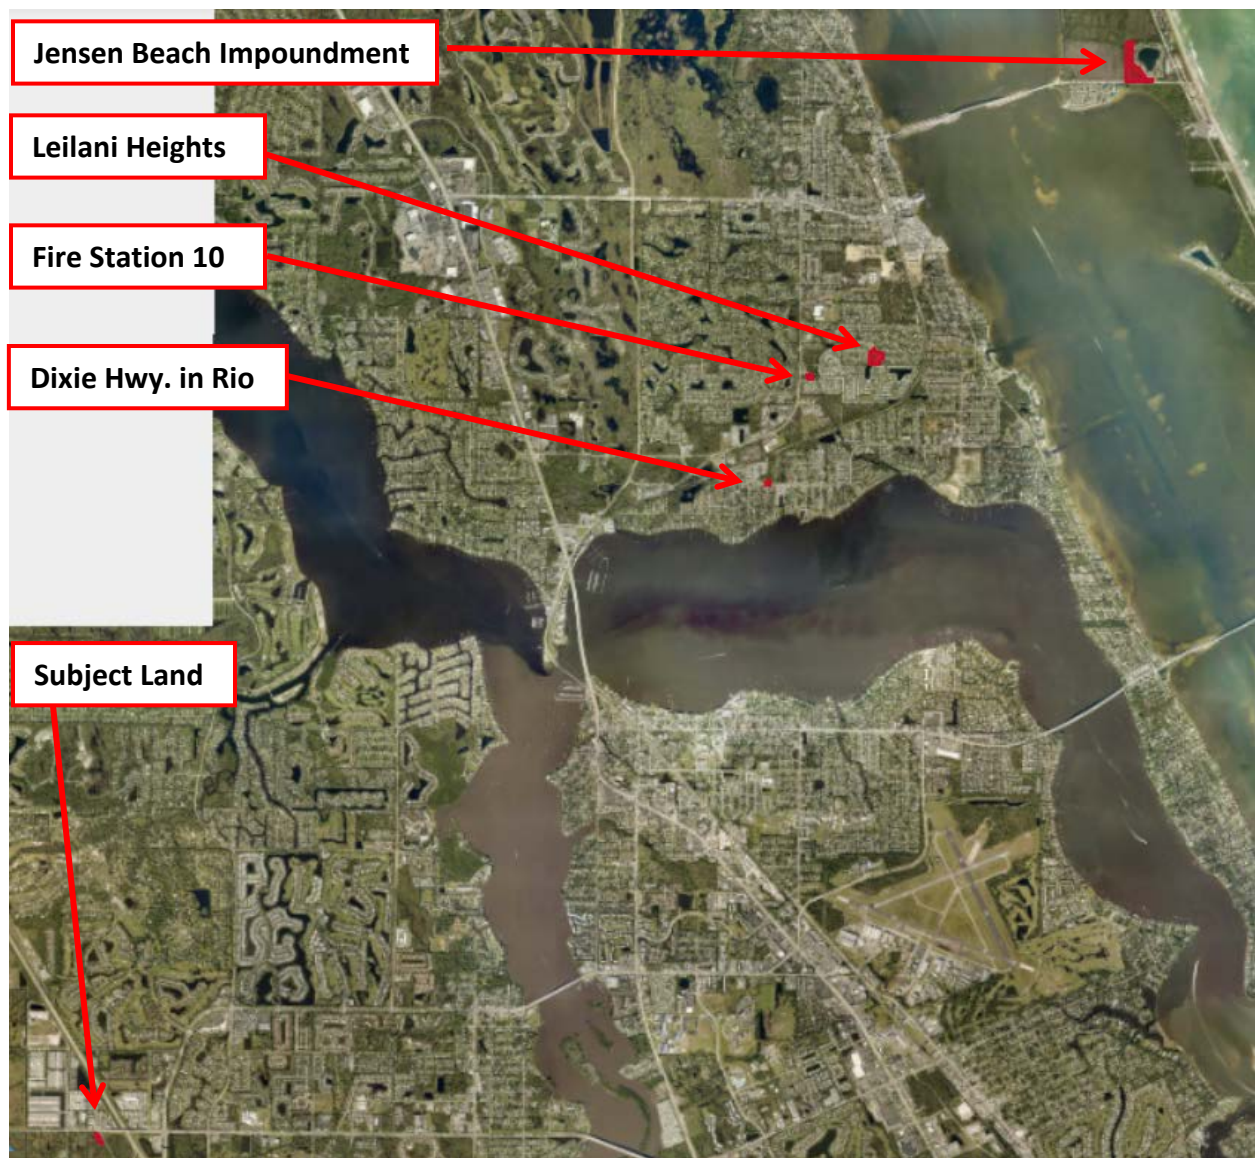 Jensen Beach Impoundment
Leilani Heights
Fire Station 10
Dixie Hwy. in Rio
Subject Land